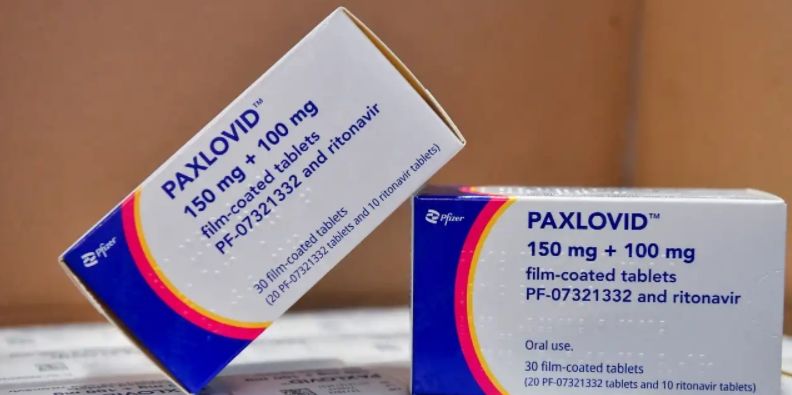 PAXLOVID™
150 mg + 100 mg
film-coated tablets
PF-07321332 and ritonavir
30 film-coated tablets
(20 PF-07321332 tablets and 10 ritonavir tablets)
Pfizer
PAXLOVID™
150 mg + 100 mg
film-coated tablets
PF-07321332 and ritonavir
Oral use.
30 film-coated tablets
(20 PF-07321332 tablets and 10 ritonavir tablets)
Pfizer